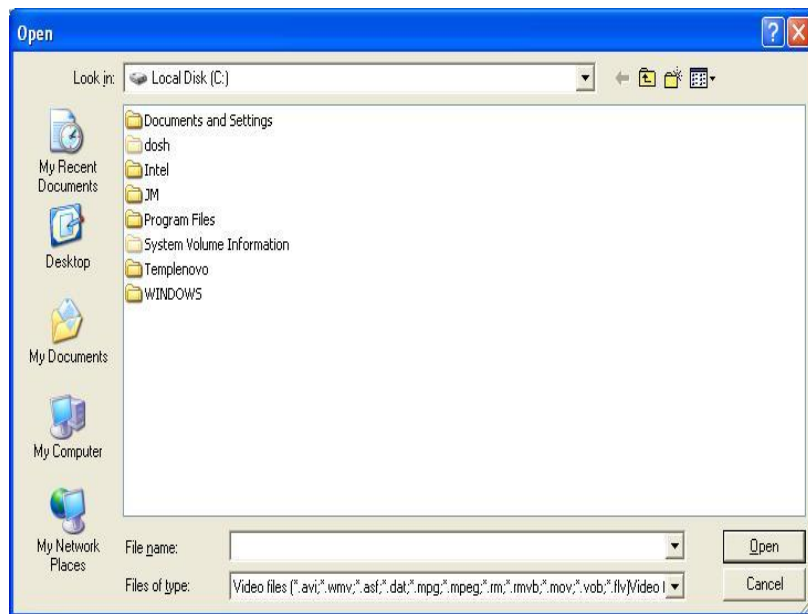 Open
Look in: Local Disk (C:)
My Recent
Documents
Desktop
My Documents
My Computer
My Network
Places
Documents and Settings
dosh
Intel
JM
Program Files
System Volume Information
Templenovo
WINDOWS
File name:
Open
Files of type: Video files (*.avi;*.wmv;*.asf;*.dat;*.mpg;*.mpeg;*.rm;*.rmvb;*.mov;*.vob;*.flv)Video
Cancel